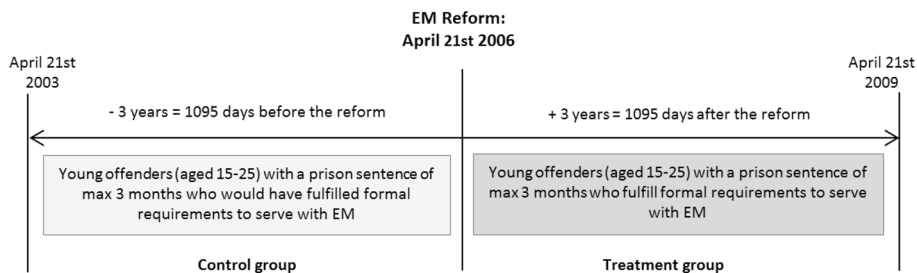 EM Reform:
April 21st 2006
April 21st
2003
April 21st
2009
- 3 years = 1095 days before the reform
+ 3 years = 1095 days after the reform
Young offenders (aged 15-25) with a prison sentence of
max 3 months who would have fulfilled formal
requirements to serve with EM
Young offenders (aged 15-25) with a prison sentence of
max 3 months who fulfill formal requirements to serve
with EM
Control group
Treatment group